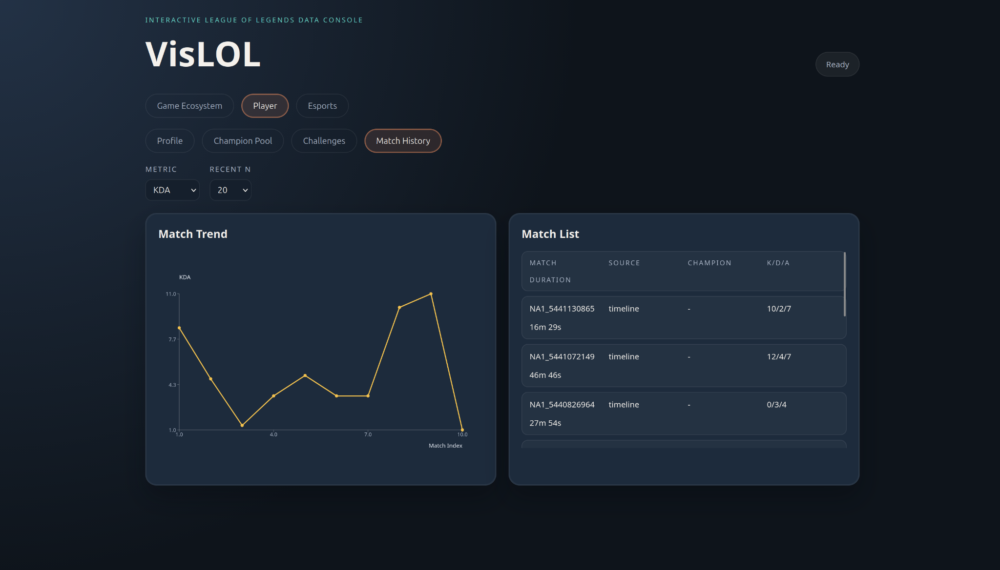 INTERACTIVE LEAGUE OF LEGENDS DATA CONSOLE
VisLOL
Ready
Game Ecosystem Player Esports
Profile Champion Pool Challenges Match History
METRIC RECENT N
KDA 20
Match Trend
KDA
11.0
7.7
4.3
1.0
1.0 4.0 7.0 10.0
Match Index
Match List
MATCH SOURCE CHAMPION K/D/A
DURATION
NA1_5441130865 timeline - 10/2/7
16m 29s
NA1_5441072149 timeline - 12/4/7
46m 46s
NA1_5440826964 timeline - 0/3/4
27m 54s